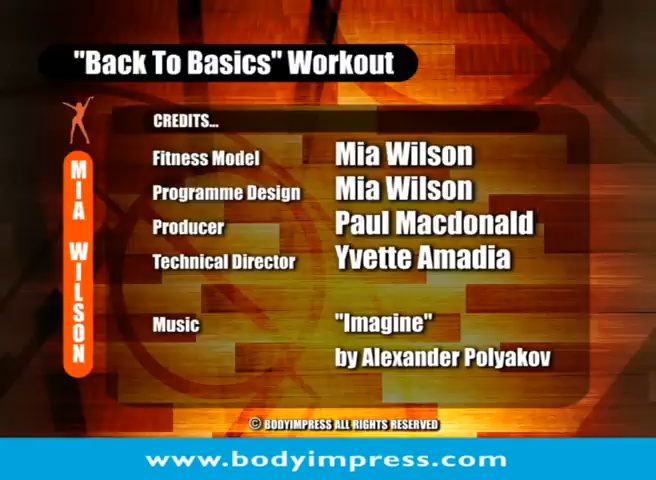 "Back To Basics" Workout
MIA WILSON
CREDITS...
Fitness Model Mia Wilson
Programme Design Mia Wilson
Producer Paul Macdonald
Technical Director Yvette Amadia
Music "Imagine"
by Alexander Polyakov
© BODYIMPRESS ALL RIGHTS RESERVED
www.bodyimpress.com